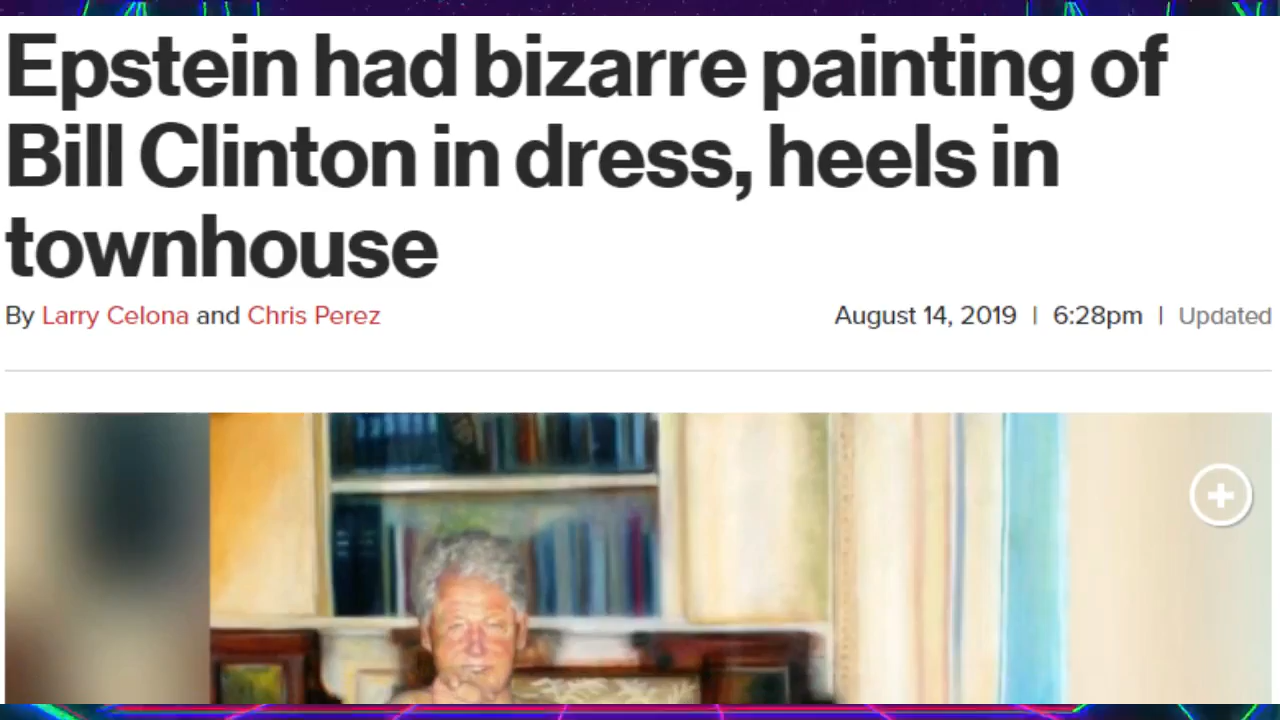 Epstein had bizarre painting of
Bill Clinton in dress, heels in
townhouse
By Larry Celona and Chris Perez August 14, 2019 | 6:28pm | Updated